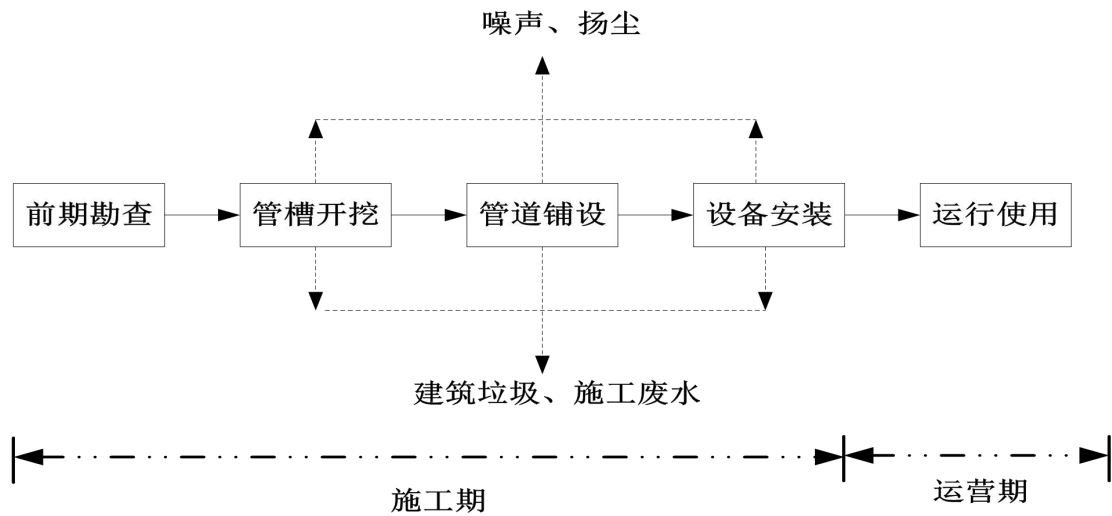 噪声、扬尘
前期勘查
管槽开挖
管道铺设
设备安装
运行使用
建筑垃圾、施工废水
施工期
运营期